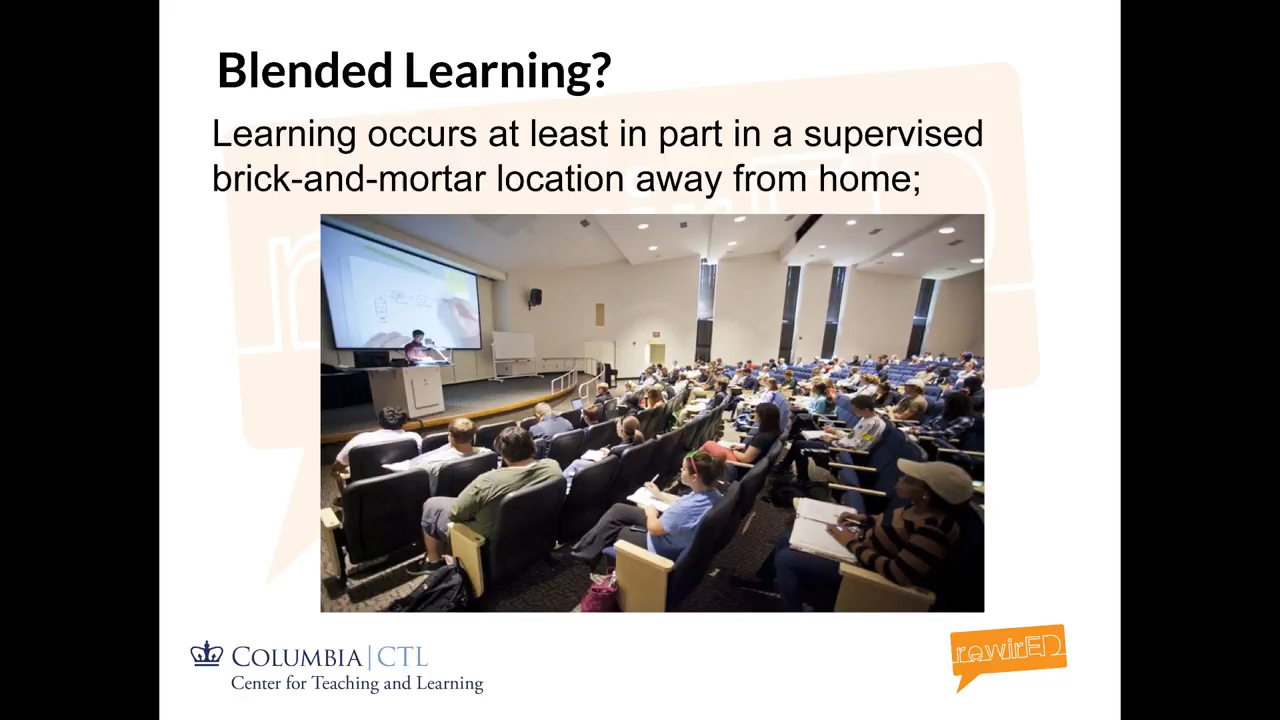 Blended Learning?
Learning occurs at least in part in a supervised
brick-and-mortar location away from home;
COLUMBIA | CTL
Center for Teaching and Learning
rewirED